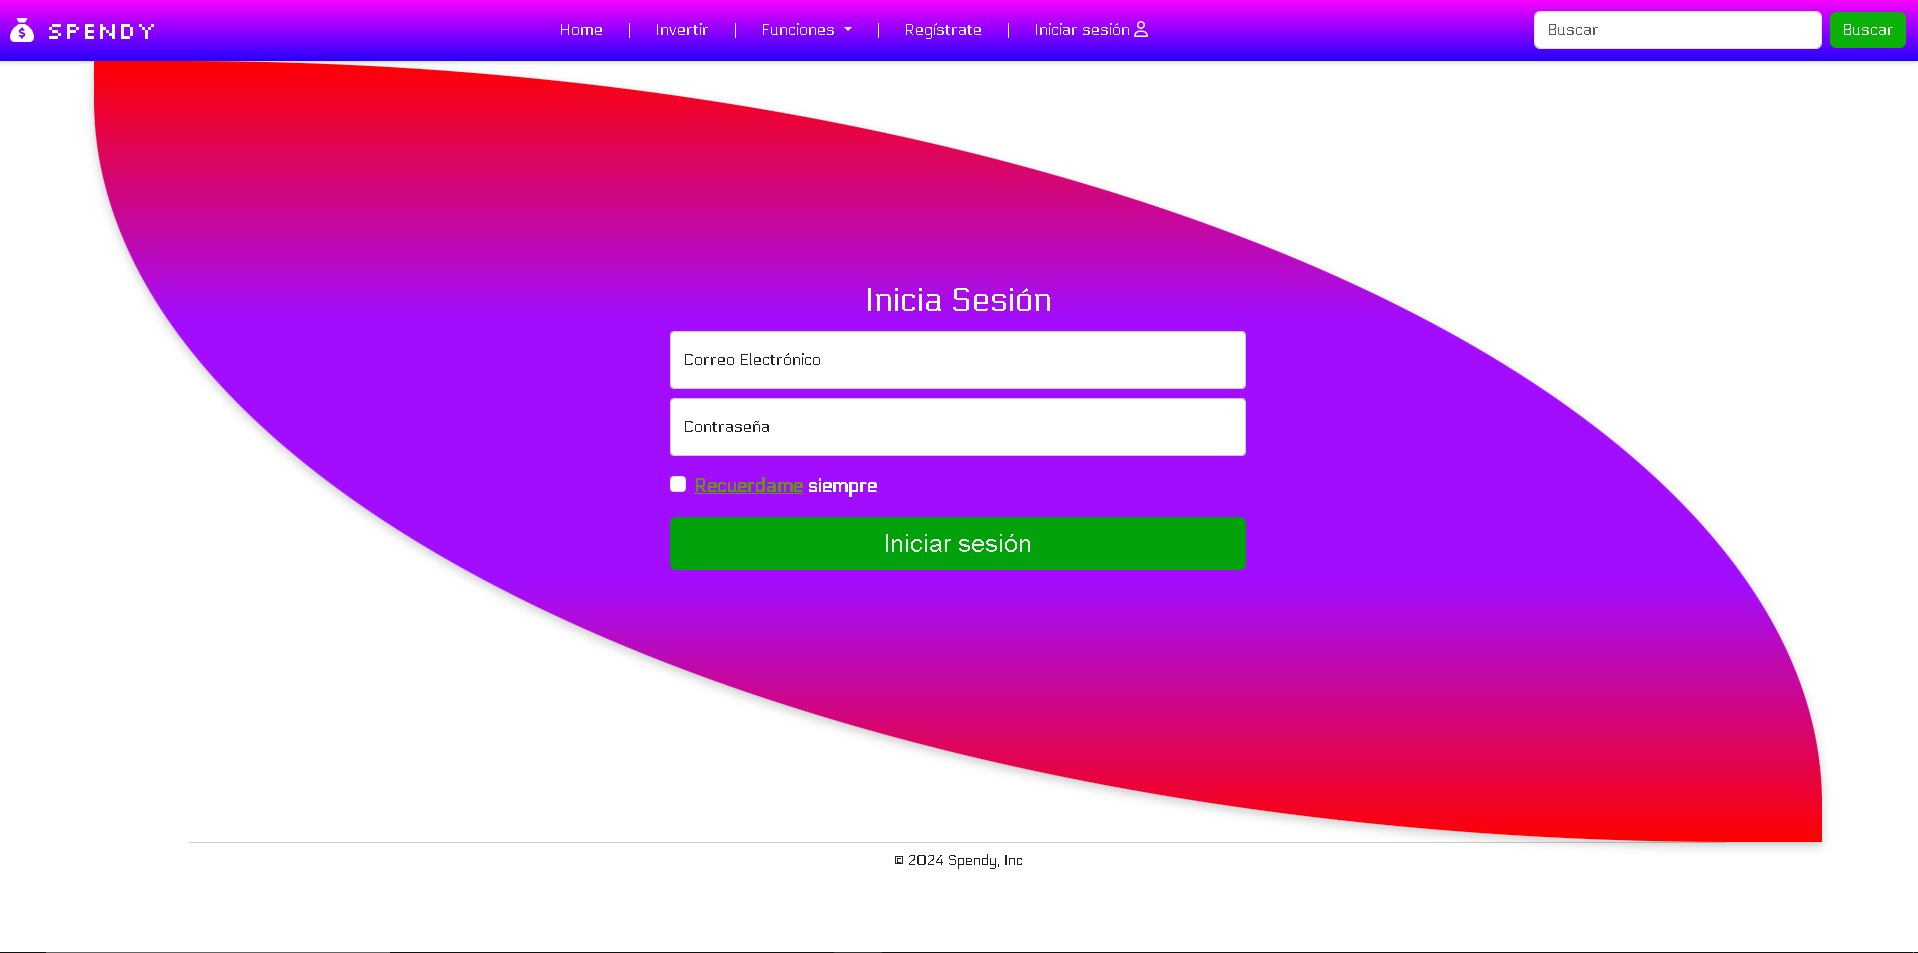 SPENDY
Home | Invertir | Funciones | Regístrate | Iniciar sesión
Buscar
Buscar
Inicia Sesión
Correo Electrónico
Contraseña
Recuerdame siempre
Iniciar sesión
© 2024 Spendy, Inc